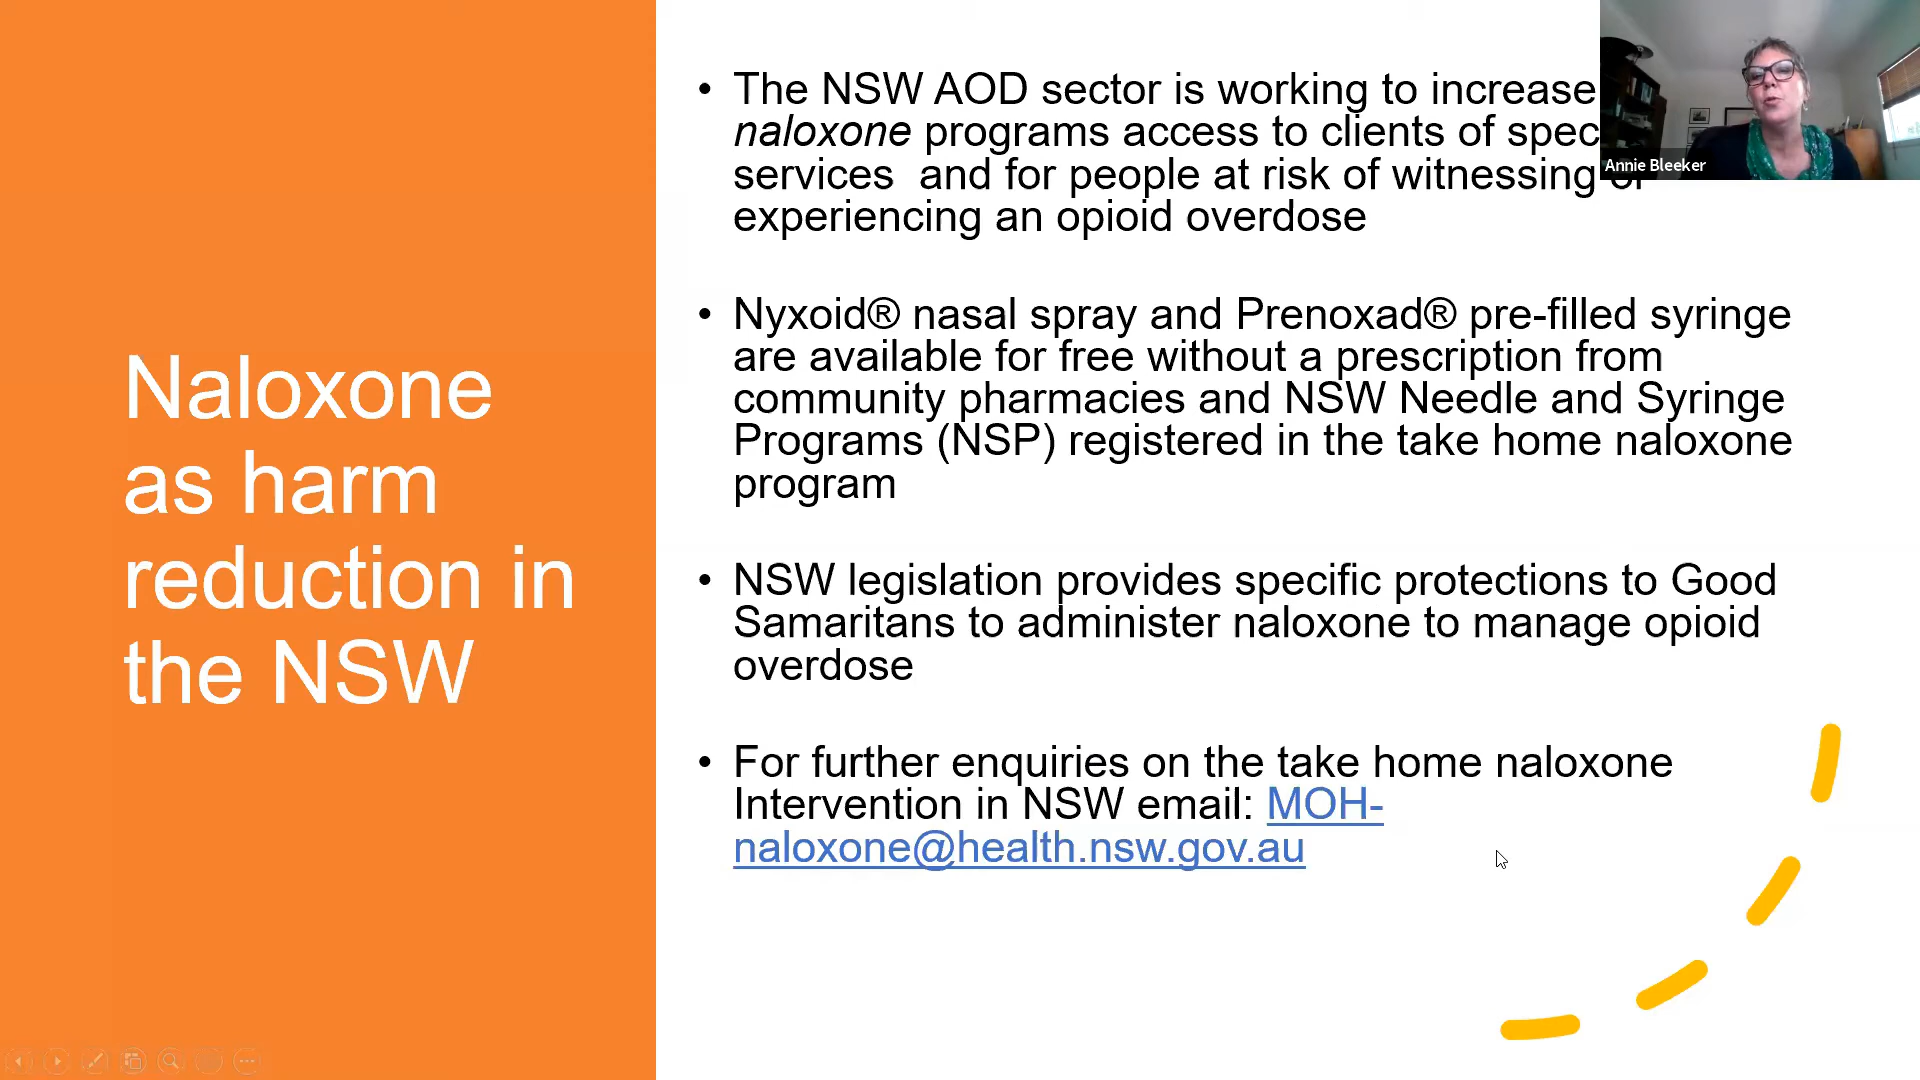 Naloxone
as harm
reduction in
the NSW
• The NSW AOD sector is working to increase
naloxone programs access to clients of
services and for people at risk of witnessing
experiencing an opioid overdose
• Nyxoid® nasal spray and Prenoxad® pre-filled syringe
are available for free without a prescription from
community pharmacies and NSW Needle and Syringe
Programs (NSP) registered in the take home naloxone
program
• NSW legislation provides specific protections to Good
Samaritans to administer naloxone to manage opioid
overdose
• For further enquiries on the take home naloxone
Intervention in NSW email: MOH-
naloxone@health.nsw.gov.au
Annie Bleeker